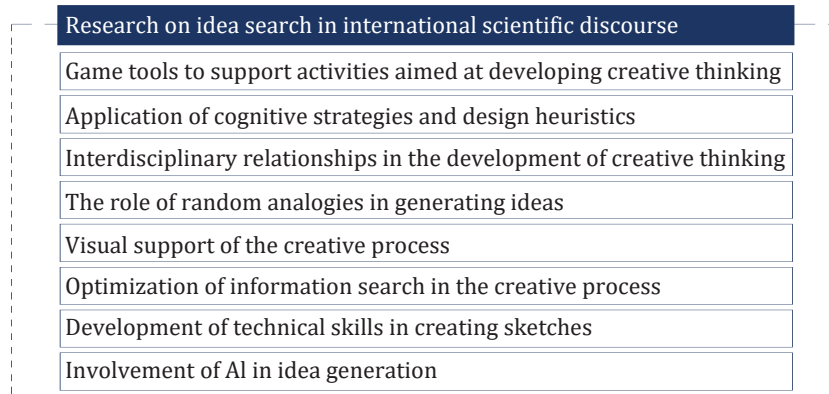 Research on idea search in international scientific discourse
Game tools to support activities aimed at developing creative thinking
Application of cognitive strategies and design heuristics
Interdisciplinary relationships in the development of creative thinking
The role of random analogies in generating ideas
Visual support of the creative process
Optimization of information search in the creative process
Development of technical skills in creating sketches
Involvement of Al in idea generation